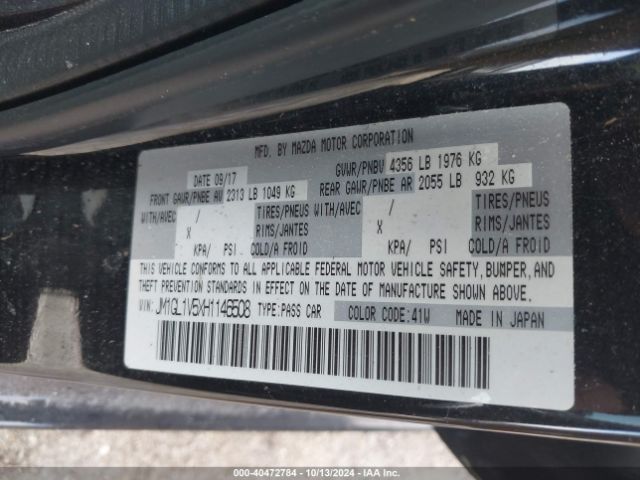 MFD. BY MAZDA MOTOR CORPORATION
DATE 09/17 GVWR/PNBV 4356 LB 1976 KG
FRONT GAWR/PNBE AV 2313 LB 1049 KG REAR GAWR/PNBE AR 2055 LB 932 KG
WITH/AVEC / TIRES/PNEUS WITH/AVEC / TIRES/PNEUS
X RIMS/JANTES X RIMS/JANTES
KPA/ PSI COLD/A FROID KPA/ PSI COLD/A FROID
THIS VEHICLE CONFORMS TO ALL APPLICABLE FEDERAL MOTOR VEHICLE SAFETY, BUMPER, AND
THEFT PREVENTION STANDARDS IN EFFECT ON THE DATE OF MANUFACTURE SHOWN ABOVE.
VIN: JM1GL1V5XH1146508 TYPE:PASS CAR COLOR CODE:41W MADE IN JAPAN
000-40472784 | 10/13/2024 | IAA Inc.